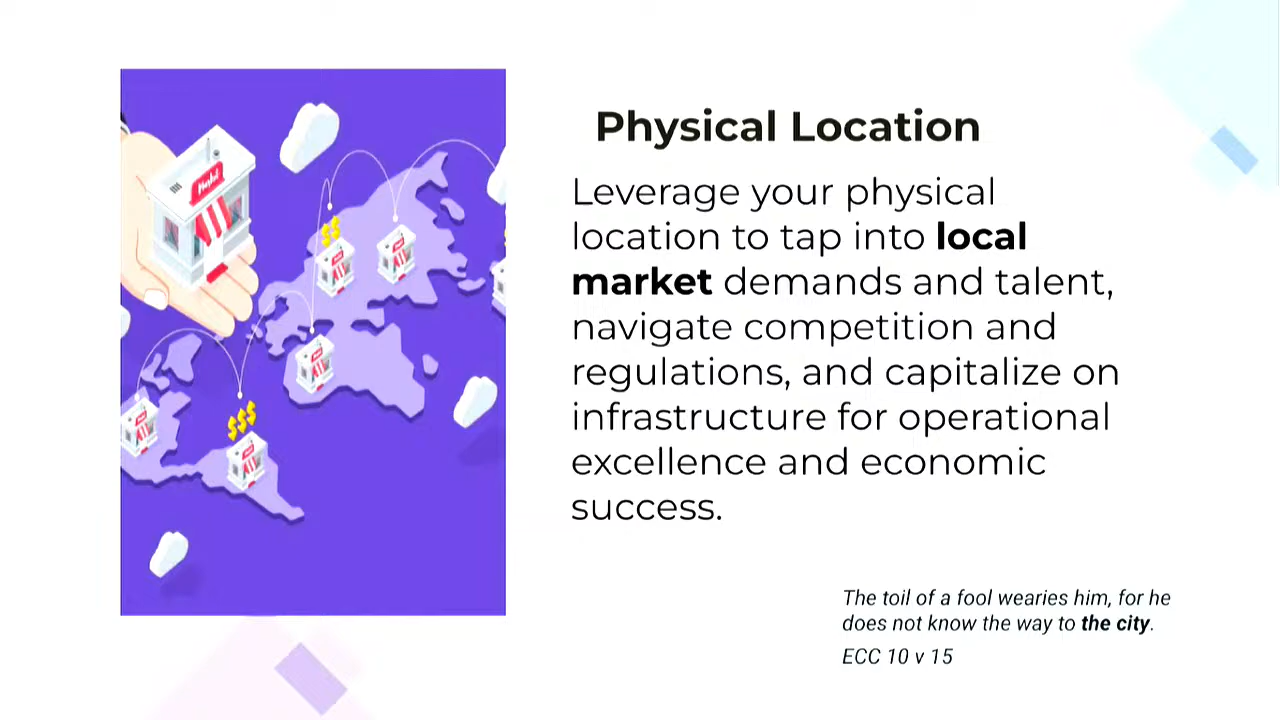 Physical Location
Leverage your physical
location to tap into local
market demands and talent,
navigate competition and
regulations, and capitalize on
infrastructure for operational
excellence and economic
success.
The toil of a fool wearies him, for he
does not know the way to the city.
ECC 10 v 15
Market
$$
$$$